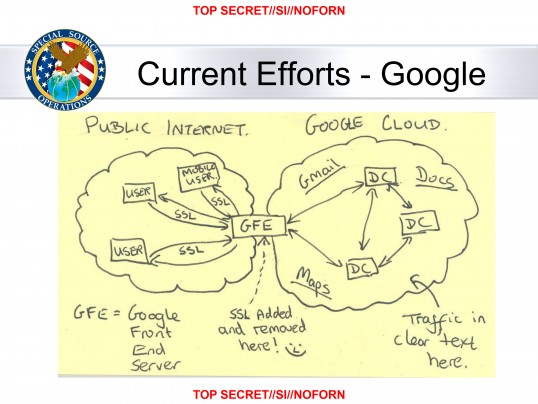 TOP SECRET//SI//NOFORN
SPECIAL SOURCE
OPERATIONS
Current Efforts - Google
PUBLIC INTERNET.
GOOGLE CLOUD.
MOBILE
USER.
USER
SSL
SSL
USER
SSL
GFE
Gmail
DC
Docs
DC
DC
Maps
GFE = Google
Front
End
Server
SSL Added
and removed
here!
Traffic in
clear text
here.
TOP SECRET//SI//NOFORN